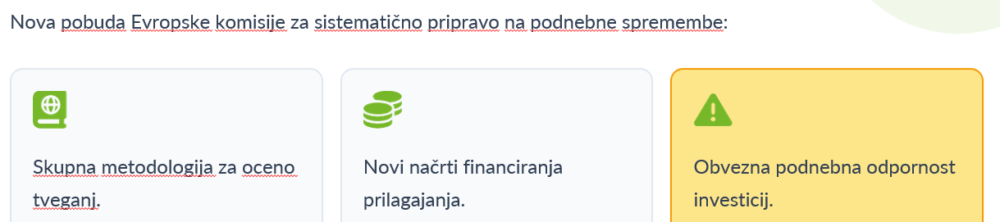 Nova pobuda Evropske komisije za sistematično pripravo na podnebne spremembe:
Skupna metodologija za oceno
tveganj.
Novi načrti financiranja
prilagajanja.
Obvezna podnebna odpornost
investicij.